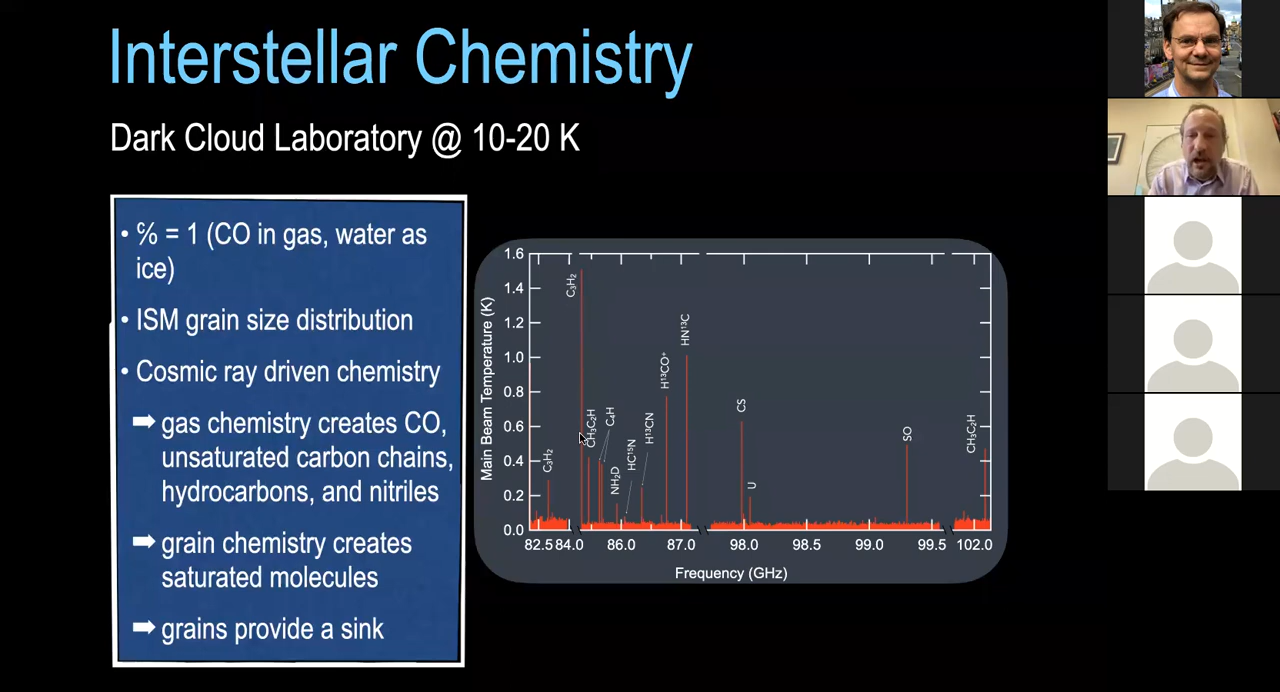 Interstellar Chemistry
Dark Cloud Laboratory @ 10-20 K
• ℅ = 1 (CO in gas, water as
ice)
• ISM grain size distribution
• Cosmic ray driven chemistry
➡ gas chemistry creates CO,
unsaturated carbon chains,
hydrocarbons, and nitriles
➡ grain chemistry creates
saturated molecules
➡ grains provide a sink
Main Beam Temperature (K)
1.6
1.4
1.2
1.0
0.8
0.6
0.4
0.2
0.0
C₃H₂
C₃H₂
CH₃C₂H
C₄H
NH₂D
HC¹⁵N
H¹³CN
H¹³CO⁺
HN¹³C
CS
U
SO
CH₃C₂H
82.5 84.0 86.0 87.0 98.0 98.5 99.0 99.5 102.0
Frequency (GHz)